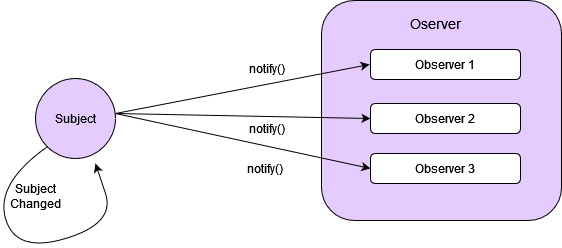 Oserver
notify()
Observer 1
Subject
notify()
Observer 2
notify()
Observer 3
Subject
Changed